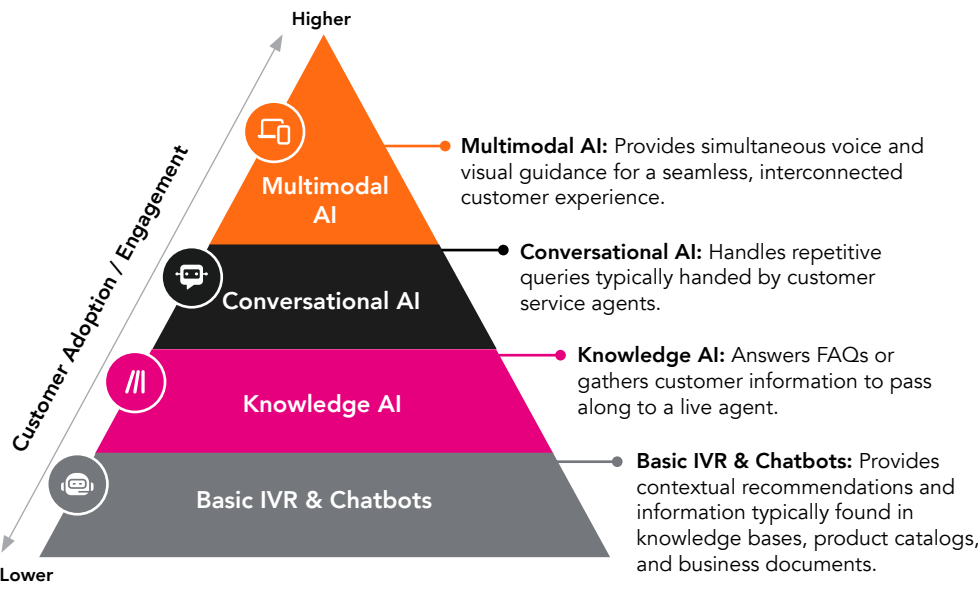 Higher
Customer Adoption / Engagement
Multimodal
AI
Multimodal AI: Provides simultaneous voice and
visual guidance for a seamless, interconnected
customer experience.
Conversational AI
Conversational AI: Handles repetitive
queries typically handed by customer
service agents.
Knowledge AI
Knowledge AI: Answers FAQs or
gathers customer information to pass
along to a live agent.
Basic IVR & Chatbots
Basic IVR & Chatbots: Provides
contextual recommendations and
information typically found in
knowledge bases, product catalogs,
and business documents.
Lower